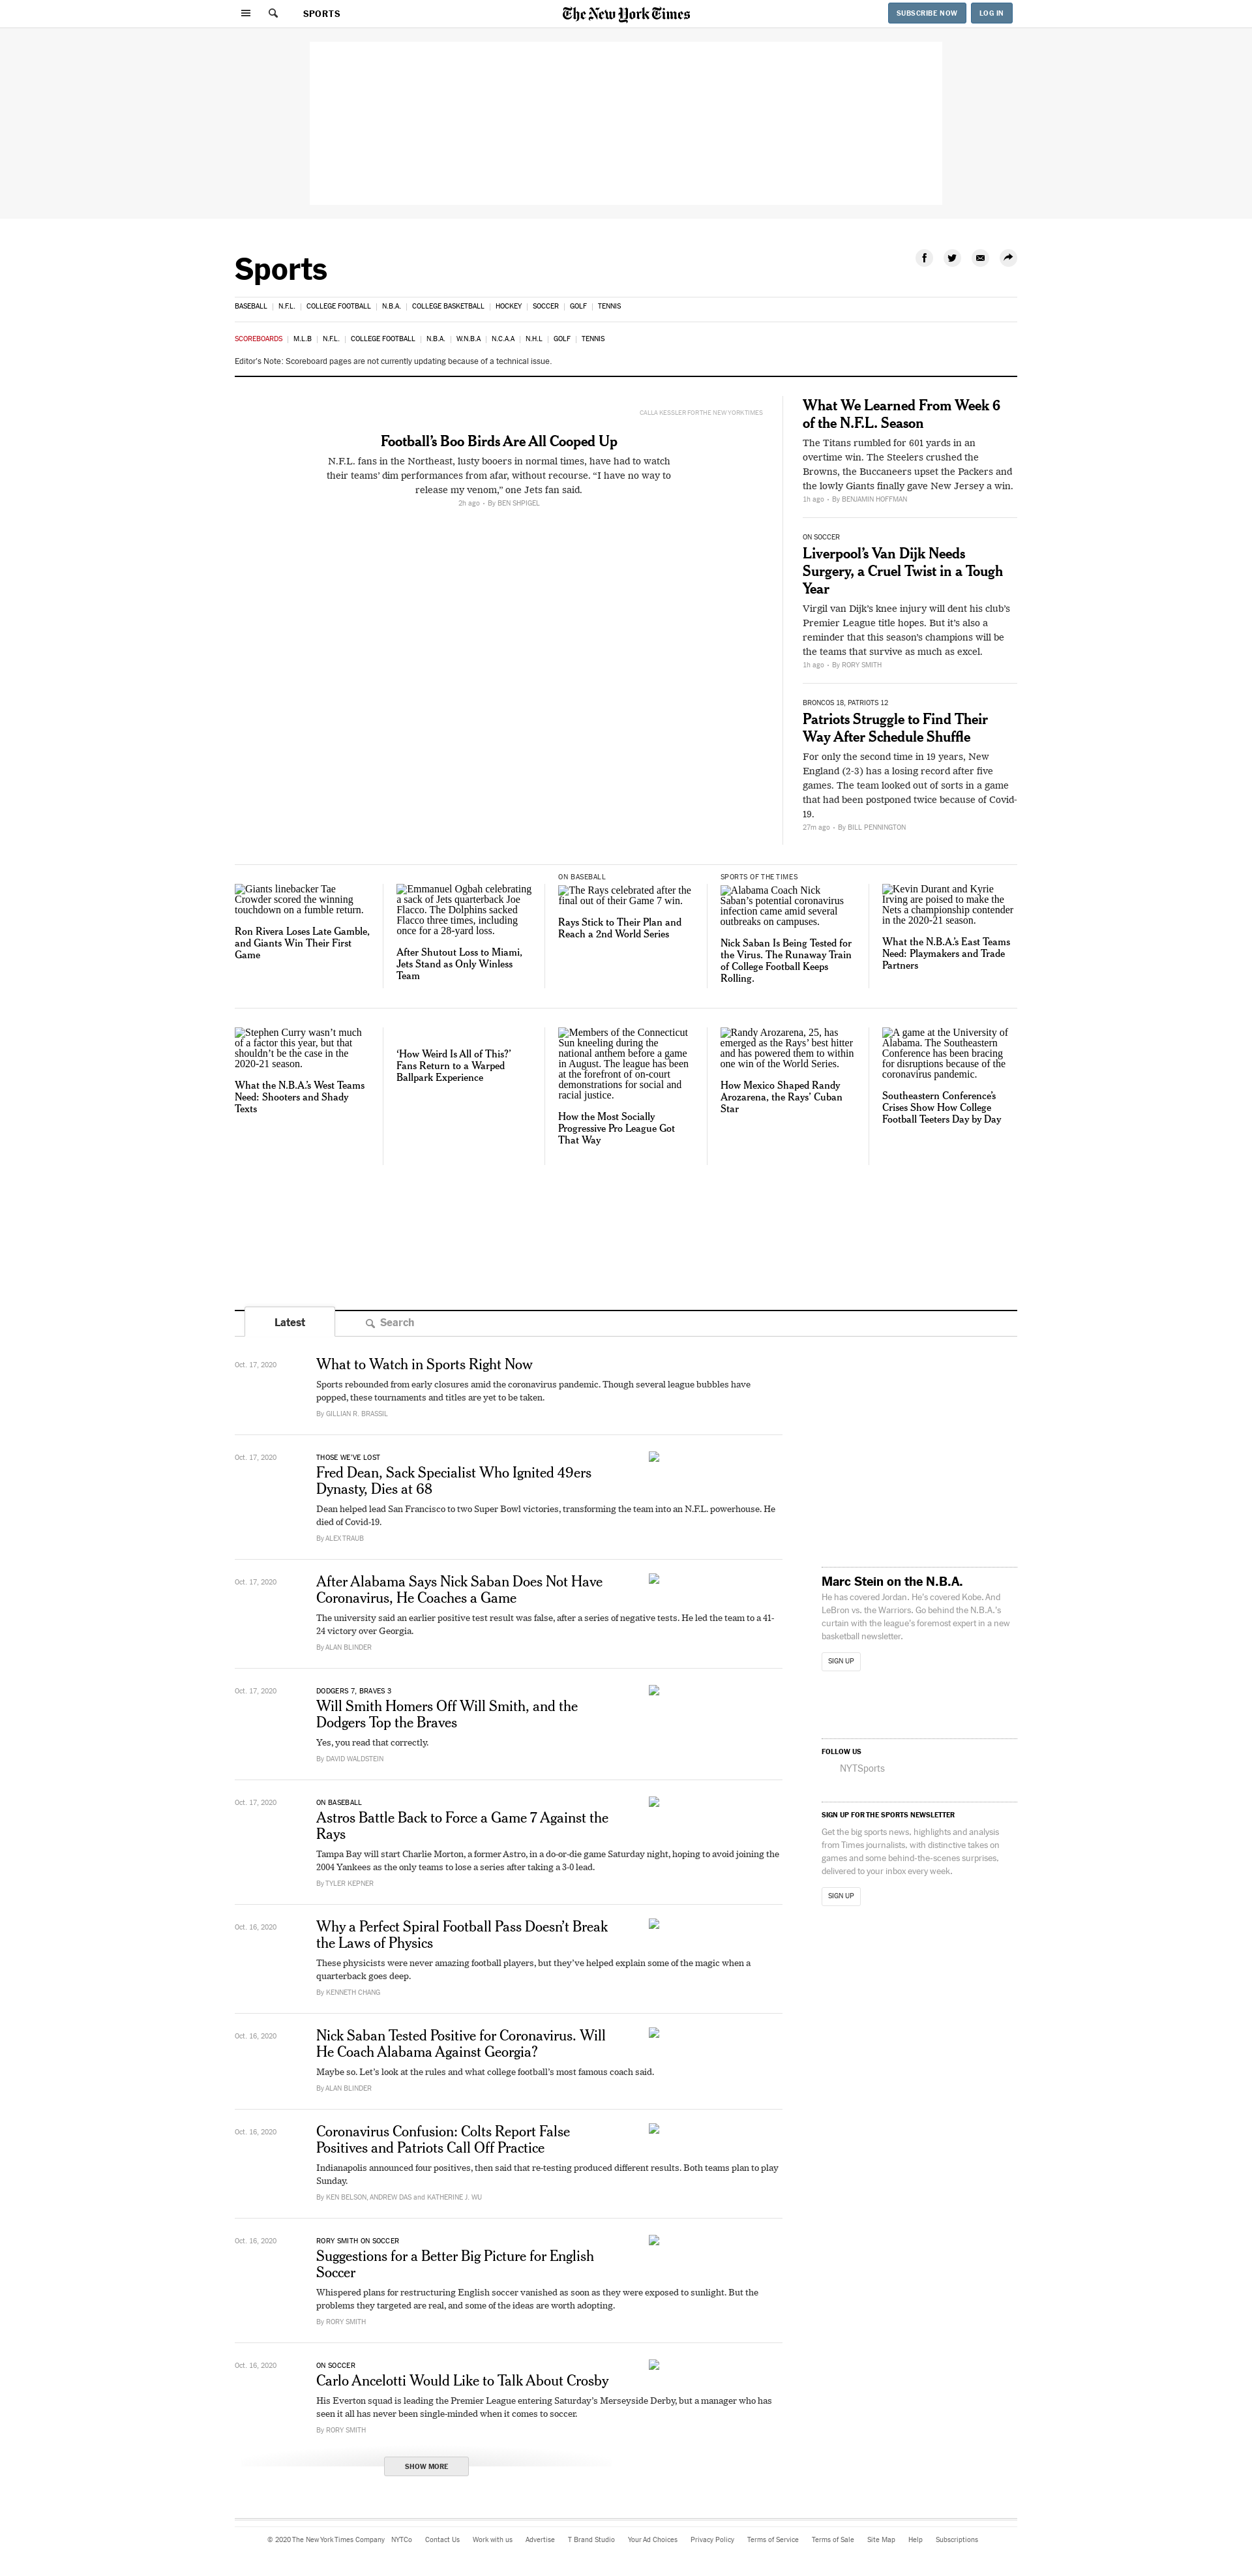 SPORTS
The New York Times
SUBSCRIBE NOW
LOG IN
Sports
BASEBALL | N.F.L. | COLLEGE FOOTBALL | N.B.A. | COLLEGE BASKETBALL | HOCKEY | SOCCER | GOLF | TENNIS
SCOREBOARDS | M.L.B | N.F.L. | COLLEGE FOOTBALL | N.B.A. | W.N.B.A | N.C.A.A | N.H.L | GOLF | TENNIS
Editor's Note: Scoreboard pages are not currently updating because of a technical issue.
CALLA KESSLER FOR THE NEW YORK TIMES
Football’s Boo Birds Are All Cooped Up
N.F.L. fans in the Northeast, lusty booers in normal times, have had to watch
their teams’ dim performances from afar, without recourse. “I have no way to
release my venom,” one Jets fan said.
2h ago • By BEN SHPIGEL
What We Learned From Week 6
of the N.F.L. Season
The Titans rumbled for 601 yards in an
overtime win. The Steelers crushed the
Browns, the Buccaneers upset the Packers and
the lowly Giants finally gave New Jersey a win.
1h ago • By BENJAMIN HOFFMAN
ON SOCCER
Liverpool’s Van Dijk Needs
Surgery, a Cruel Twist in a Tough
Year
Virgil van Dijk’s knee injury will dent his club’s
Premier League title hopes. But it’s also a
reminder that this season’s champions will be
the teams that survive as much as excel.
1h ago • By RORY SMITH
BRONCOS 18, PATRIOTS 12
Patriots Struggle to Find Their
Way After Schedule Shuffle
For only the second time in 19 years, New
England (2-3) has a losing record after five
games. The team looked out of sorts in a game
that had been postponed twice because of Covid-
19.
27m ago • By BILL PENNINGTON
Giants linebacker Tae
Crowder scored the winning
touchdown on a fumble return.
Ron Rivera Loses Late Gamble,
and Giants Win Their First
Game
Emmanuel Ogbah celebrating
a sack of Jets quarterback Joe
Flacco. The Dolphins sacked
Flacco three times, including
once for a 28-yard loss.
After Shutout Loss to Miami,
Jets Stand as Only Winless
Team
ON BASEBALL
The Rays celebrated after the
final out of their Game 7 win.
Rays Stick to Their Plan and
Reach a 2nd World Series
SPORTS OF THE TIMES
Alabama Coach Nick
Saban’s potential coronavirus
infection came amid several
outbreaks on campuses.
Nick Saban Is Being Tested for
the Virus. The Runaway Train
of College Football Keeps
Rolling.
Kevin Durant and Kyrie
Irving are poised to make the
Nets a championship contender
in the 2020-21 season.
What the N.B.A.’s East Teams
Need: Playmakers and Trade
Partners
Stephen Curry wasn’t much
of a factor this year, but that
shouldn’t be the case in the
2020-21 season.
What the N.B.A.’s West Teams
Need: Shooters and Shady
Texts
‘How Weird Is All of This?’
Fans Return to a Warped
Ballpark Experience
Members of the Connecticut
Sun kneeling during the
national anthem before a game
in August. The league has been
at the forefront of on-court
demonstrations for social and
racial justice.
How the Most Socially
Progressive Pro League Got
That Way
Randy Arozarena, 25, has
emerged as the Rays’ best hitter
and has powered them to within
one win of the World Series.
How Mexico Shaped Randy
Arozarena, the Rays’ Cuban
Star
A game at the University of
Alabama. The Southeastern
Conference has been bracing
for disruptions because of the
coronavirus pandemic.
Southeastern Conference’s
Crises Show How College
Football Teeters Day by Day
Latest
Search
Oct. 17, 2020
What to Watch in Sports Right Now
Sports rebounded from early closures amid the coronavirus pandemic. Though several league bubbles have
popped, these tournaments and titles are yet to be taken.
By GILLIAN R. BRASSIL
Oct. 17, 2020
THOSE WE’VE LOST
Fred Dean, Sack Specialist Who Ignited 49ers
Dynasty, Dies at 68
Dean helped lead San Francisco to two Super Bowl victories, transforming the team into an N.F.L. powerhouse. He
died of Covid-19.
By ALEX TRAUB
Oct. 17, 2020
After Alabama Says Nick Saban Does Not Have
Coronavirus, He Coaches a Game
The university said an earlier positive test result was false, after a series of negative tests. He led the team to a 41-
24 victory over Georgia.
By ALAN BLINDER
Oct. 17, 2020
DODGERS 7, BRAVES 3
Will Smith Homers Off Will Smith, and the
Dodgers Top the Braves
Yes, you read that correctly.
By DAVID WALDSTEIN
Oct. 17, 2020
ON BASEBALL
Astros Battle Back to Force a Game 7 Against the
Rays
Tampa Bay will start Charlie Morton, a former Astro, in a do-or-die game Saturday night, hoping to avoid joining the
2004 Yankees as the only teams to lose a series after taking a 3-0 lead.
By TYLER KEPNER
Oct. 16, 2020
Why a Perfect Spiral Football Pass Doesn’t Break
the Laws of Physics
These physicists were never amazing football players, but they’ve helped explain some of the magic when a
quarterback goes deep.
By KENNETH CHANG
Oct. 16, 2020
Nick Saban Tested Positive for Coronavirus. Will
He Coach Alabama Against Georgia?
Maybe so. Let’s look at the rules and what college football’s most famous coach said.
By ALAN BLINDER
Oct. 16, 2020
Coronavirus Confusion: Colts Report False
Positives and Patriots Call Off Practice
Indianapolis announced four positives, then said that re-testing produced different results. Both teams plan to play
Sunday.
By KEN BELSON, ANDREW DAS and KATHERINE J. WU
Oct. 16, 2020
RORY SMITH ON SOCCER
Suggestions for a Better Big Picture for English
Soccer
Whispered plans for restructuring English soccer vanished as soon as they were exposed to sunlight. But the
problems they targeted are real, and some of the ideas are worth adopting.
By RORY SMITH
Oct. 16, 2020
ON SOCCER
Carlo Ancelotti Would Like to Talk About Crosby
His Everton squad is leading the Premier League entering Saturday’s Merseyside Derby, but a manager who has
seen it all has never been single-minded when it comes to soccer.
By RORY SMITH
SHOW MORE
Marc Stein on the N.B.A.
He has covered Jordan. He’s covered Kobe. And
LeBron vs. the Warriors. Go behind the N.B.A.’s
curtain with the league’s foremost expert in a new
basketball newsletter.
SIGN UP
FOLLOW US
NYTSports
SIGN UP FOR THE SPORTS NEWSLETTER
Get the big sports news, highlights and analysis
from Times journalists, with distinctive takes on
games and some behind-the-scenes surprises,
delivered to your inbox every week.
SIGN UP
© 2020 The New York Times Company NYTCo Contact Us Work with us Advertise T Brand Studio Your Ad Choices Privacy Policy Terms of Service Terms of Sale Site Map Help Subscriptions